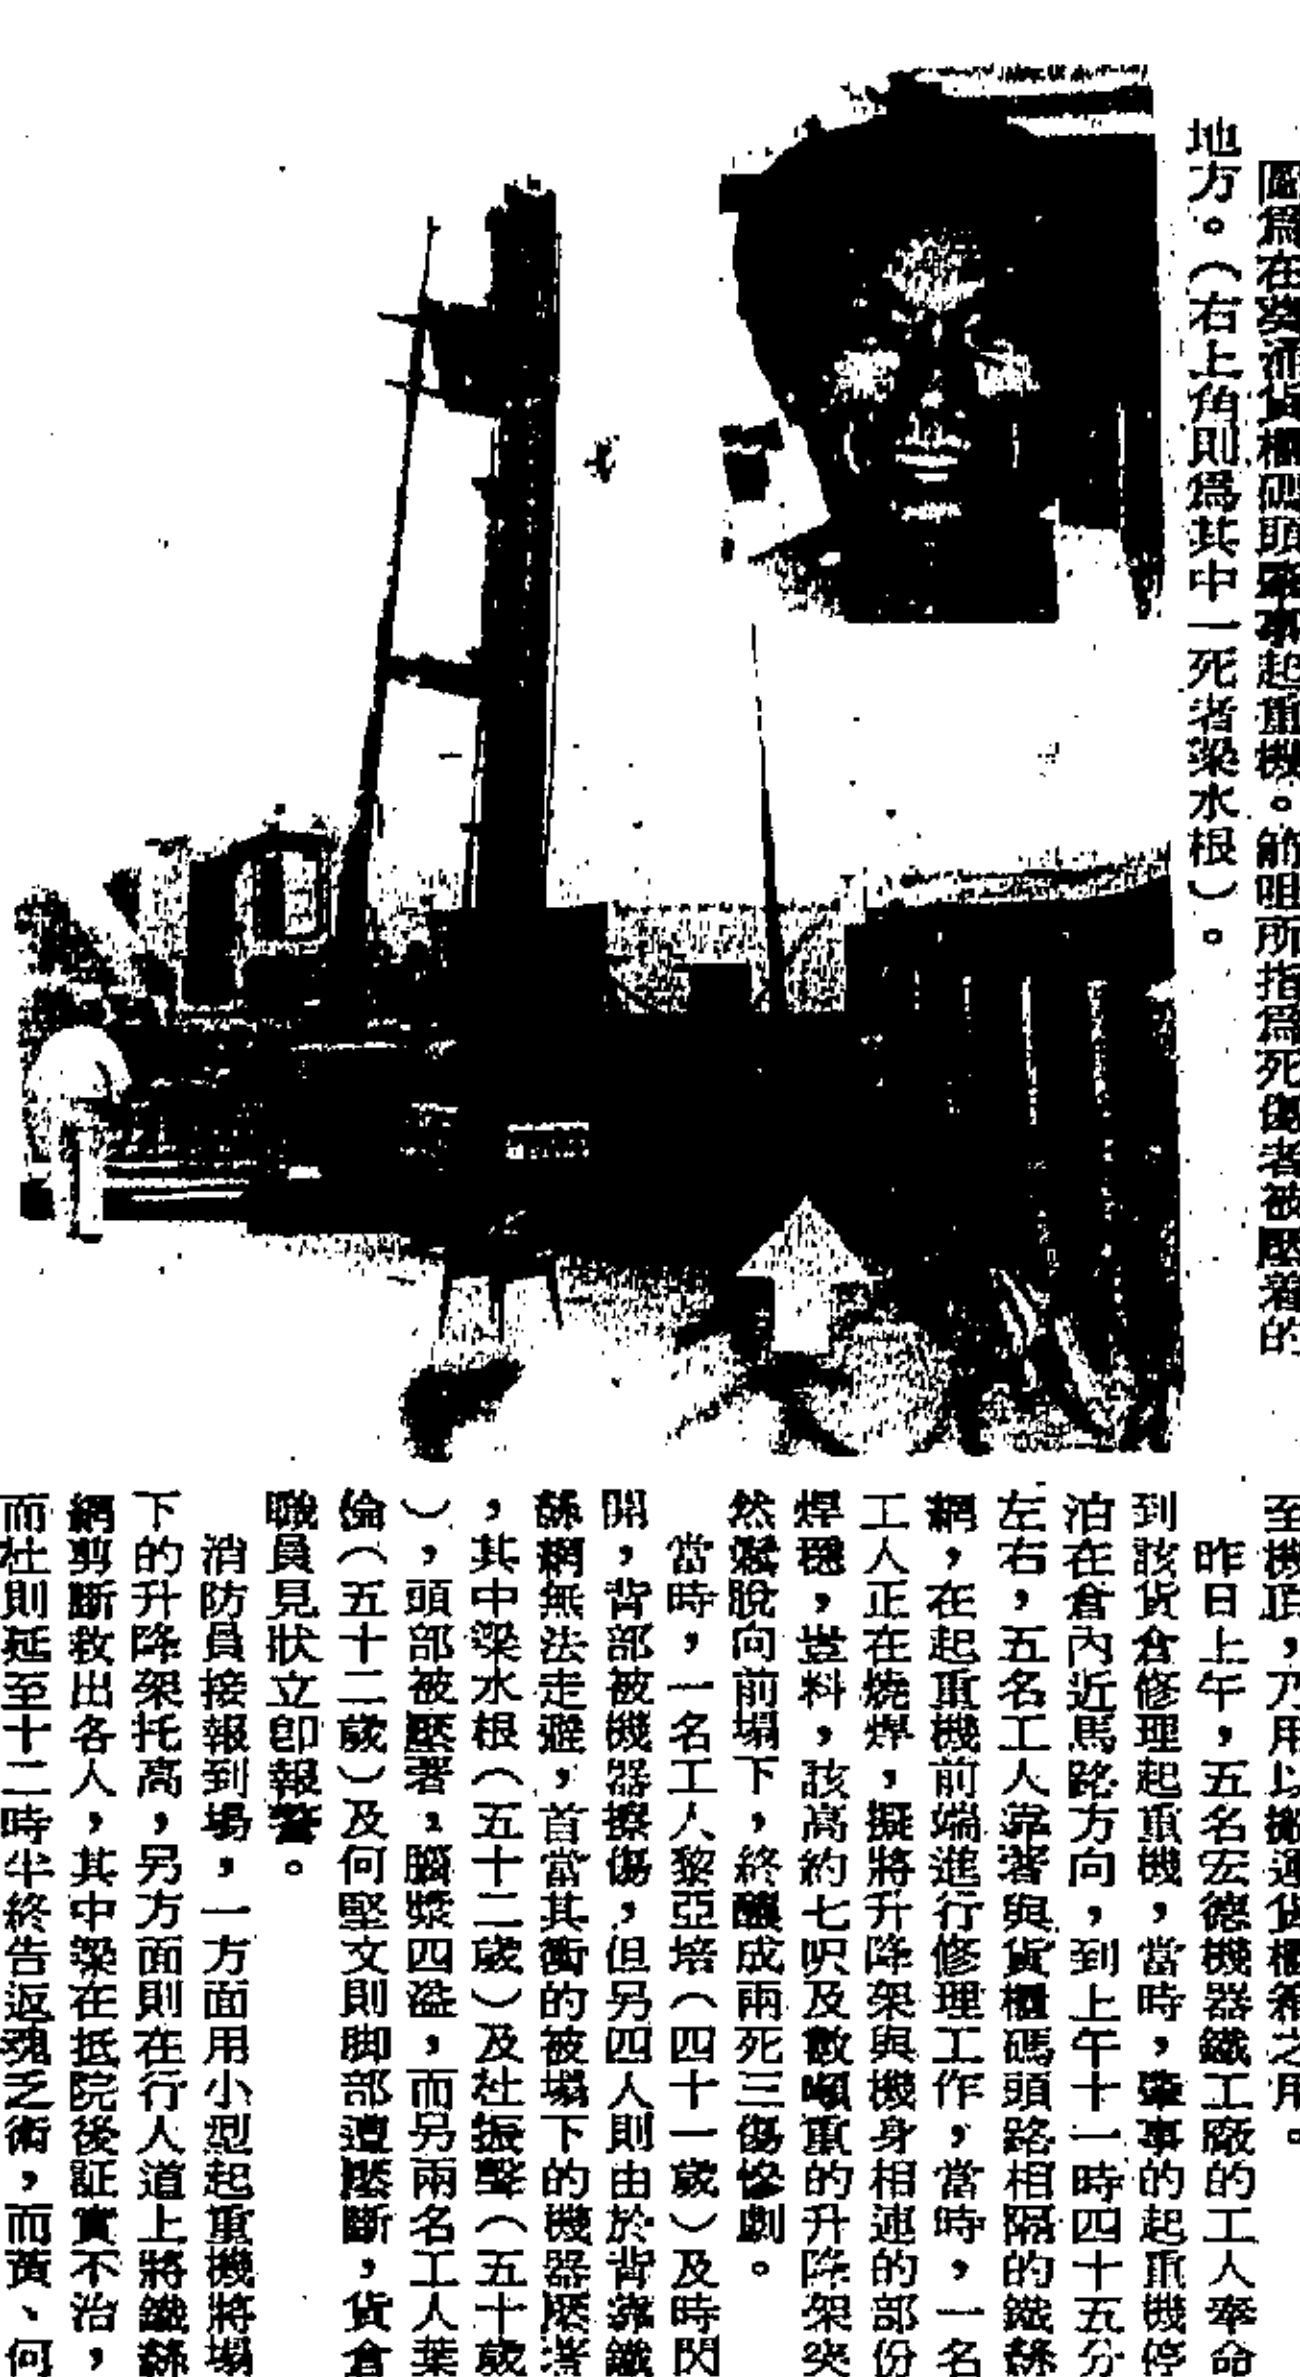 圖爲在葵涌貨櫃碼頭肇事起重機。箭咀所指爲死傷者被壓着的
地方。（右上角則爲其中一死者梁水根）。
至機頂，乃用以搬運貨櫃箱之用。
昨日上午，五名宏德機器鐵工廠的工人奉命
到該貨倉修理起重機，當時，肇事的起重機停
泊在倉內近馬路方向，到上午十一時四十五分
左右，五名工人靠著與貨櫃碼頭路相隔的鐵絲
網，在起重機前端進行修理工作，當時，一名
工人正在燒焊，擬將升降架與機身相連的部份
焊穩，豈料，該高約七呎及數噸重的升降架突
然鬆脫向前塌下，終釀成兩死三傷慘劇。
當時，一名工人黎亞培（四十一歲）及時閃
開，背部被機器擦傷，但另四人則由於背靠鐵
絲網無法走避，首當其衝的被塌下的機器壓著
，其中梁水根（五十二歲）及杜振聲（五十歲
），頭部被壓著，腦漿四溢，而另兩名工人葉
倫（五十二歲）及何堅文則脚部遭壓斷，貨倉
職員見狀立卽報警。
消防員接報到場，一方面用小型起重機將塌
下的升降架托高，另方面則在行人道上將鐵絲
網剪斷救出各人，其中梁在抵院後証實不治，
而杜則延至十二時半終告返魂乏術，而黃、何